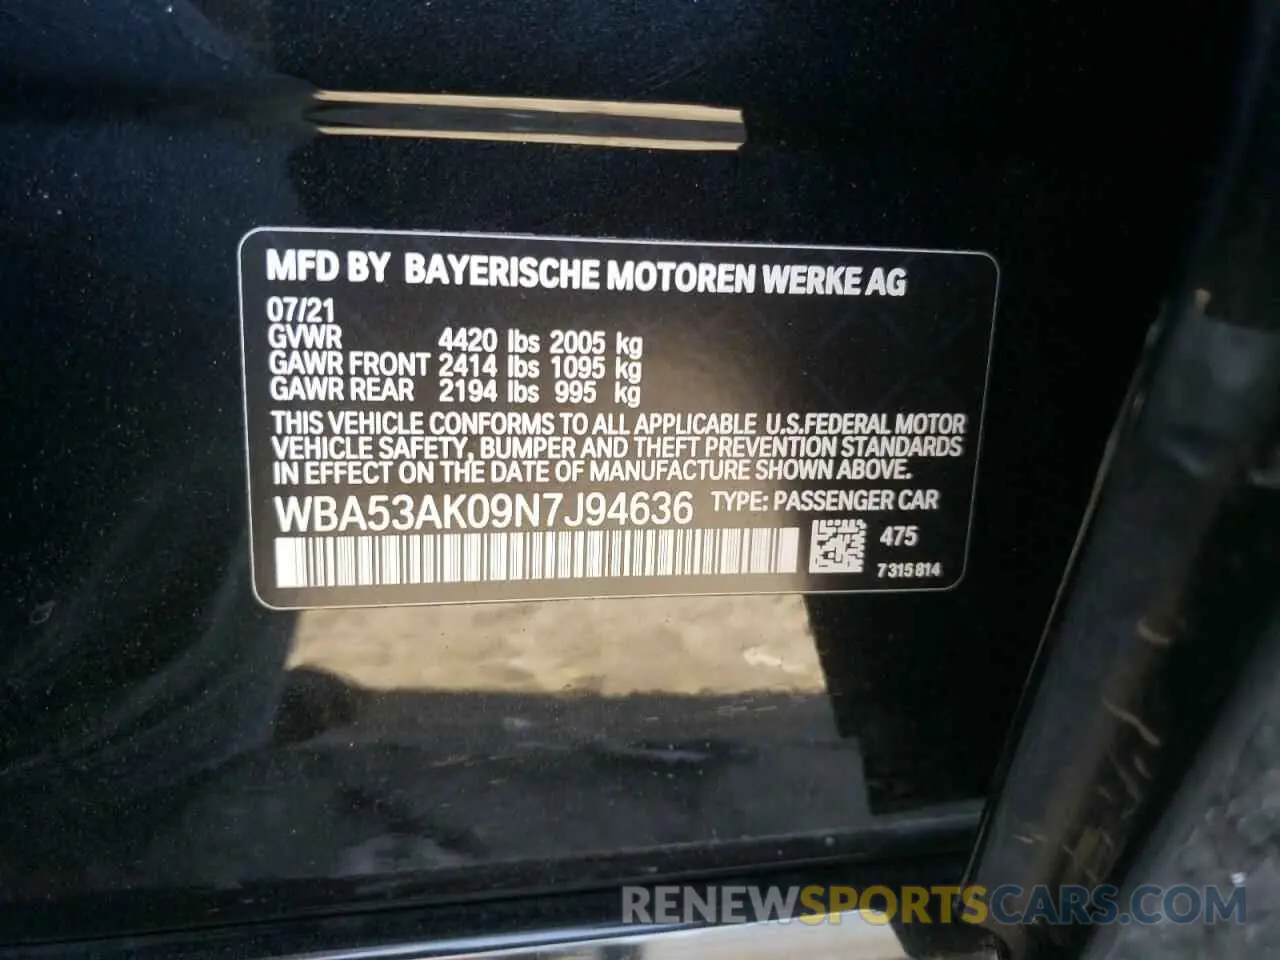 MFD BY BAYERISCHE MOTOREN WERKE AG
07/21
GVWR 4420 lbs 2005 kg
GAWR FRONT 2414 lbs 1095 kg
GAWR REAR 2194 lbs 995 kg
THIS VEHICLE CONFORMS TO ALL APPLICABLE U.S.FEDERAL MOTOR
VEHICLE SAFETY, BUMPER AND THEFT PREVENTION STANDARDS
IN EFFECT ON THE DATE OF MANUFACTURE SHOWN ABOVE.
WBA53AK09N7J94636 TYPE: PASSENGER CAR
475
7315814
RENEWSPORTSCARS.COM